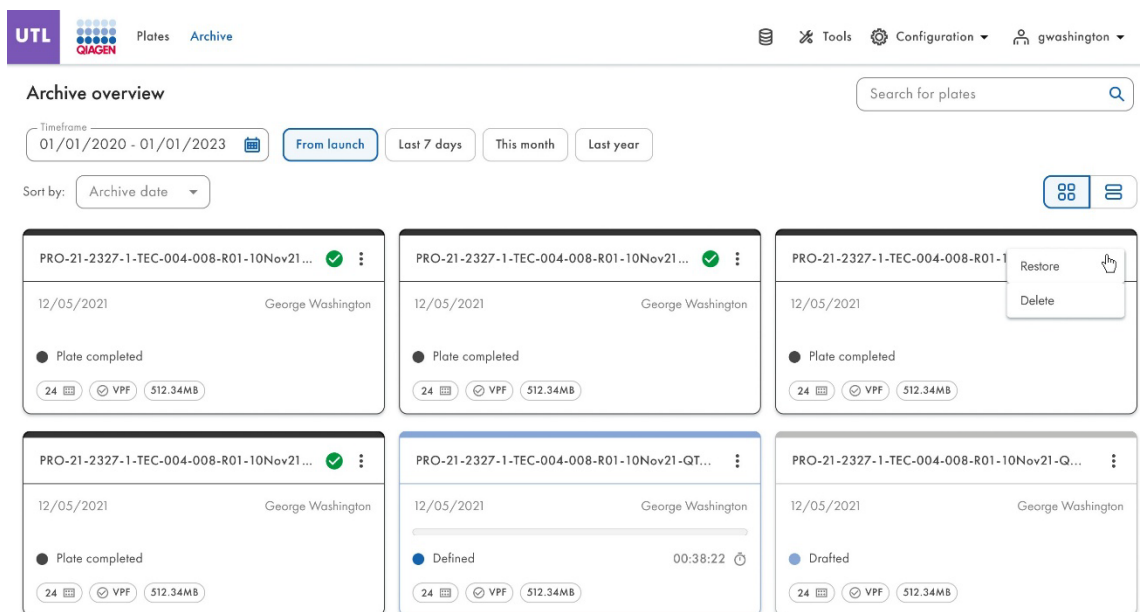 UTL
QIAGEN
Plates Archive
Tools Configuration gwashington
Archive overview
Search for plates
Timeframe
01/01/2020 - 01/01/2023
From launch Last 7 days This month Last year
Sort by: Archive date
PRO-21-2327-1-TEC-004-008-R01-10Nov21...
12/05/2021 George Washington
Plate completed
24 VPF 512.34MB
PRO-21-2327-1-TEC-004-008-R01-10Nov21...
12/05/2021 George Washington
Plate completed
24 VPF 512.34MB
PRO-21-2327-1-TEC-004-008-R01-1
Restore
Delete
12/05/2021
Plate completed
24 VPF 512.34MB
PRO-21-2327-1-TEC-004-008-R01-10Nov21...
12/05/2021 George Washington
Plate completed
24 VPF 512.34MB
PRO-21-2327-1-TEC-004-008-R01-10Nov21-QT...
12/05/2021 George Washington
Defined 00:38:22
24 VPF 512.34MB
PRO-21-2327-1-TEC-004-008-R01-10Nov21-Q...
12/05/2021 George Washington
Drafted
24 VPF 512.34MB